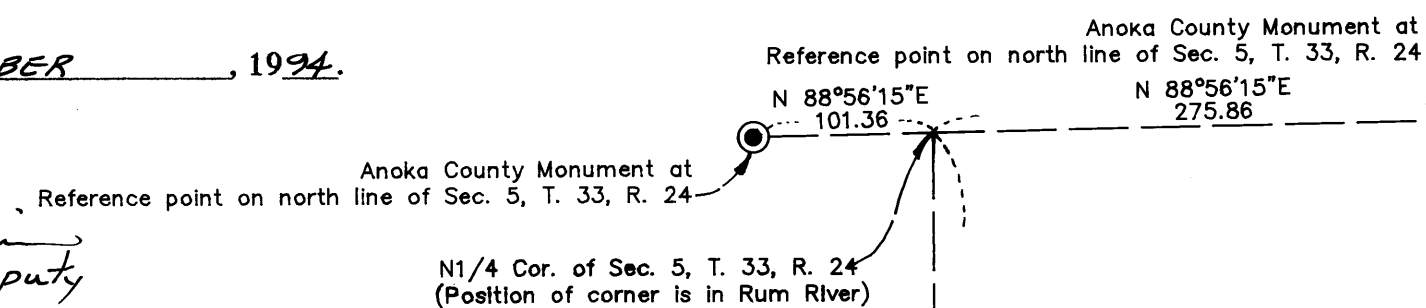 BER, 1994.
Anoka County Monument at
Reference point on north line of Sec. 5, T. 33, R. 24
N 88°56'15"E
101.36
N 88°56'15"E
275.86
Anoka County Monument at
Reference point on north line of Sec. 5, T. 33, R. 24
N1/4 Cor. of Sec. 5, T. 33, R. 24
(Position of corner is in Rum River)
puty